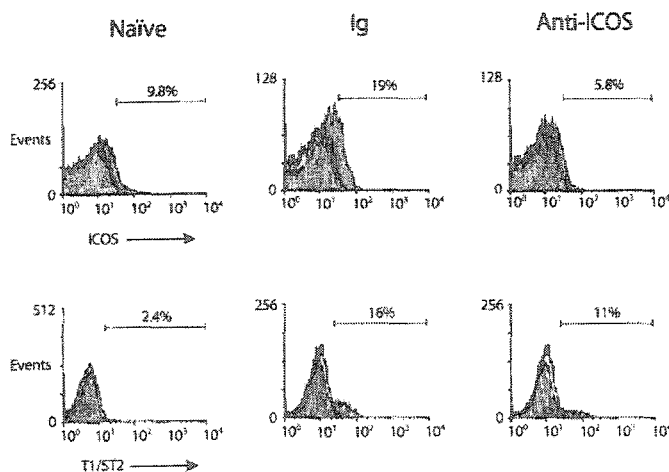 Naïve Ig Anti-ICOS
256 128 128
9.8% 19% 5.8%
Events
0 0 0
10⁰ 10¹ 10² 10³ 10⁴ 10⁰ 10¹ 10² 10³ 10⁴ 10⁰ 10¹ 10² 10³ 10⁴
ICOS
512 256 256
2.4% 16% 11%
Events
0 0 0
10⁰ 10¹ 10² 10³ 10⁴ 10⁰ 10¹ 10² 10³ 10⁴ 10⁰ 10¹ 10² 10³ 10⁴
T1/ST2